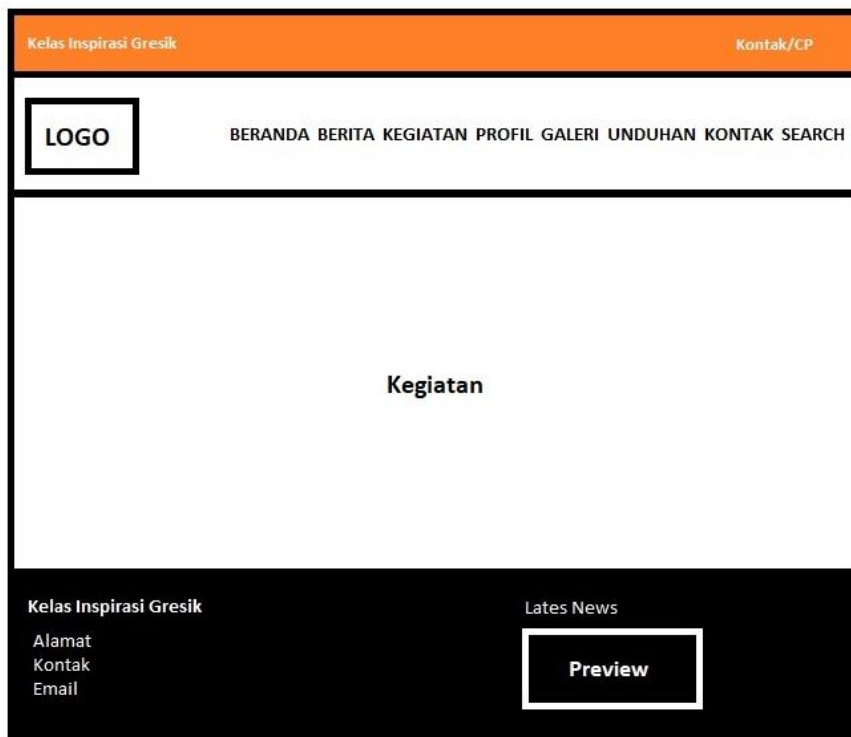 Kelas Inspirasi Gresik
Kontak/CP
LOGO
BERANDA BERITA KEGIATAN PROFIL GALERI UNDUHAN KONTAK SEARCH
Kegiatan
Kelas Inspirasi Gresik
Alamat
Kontak
Email
Lates News
Preview